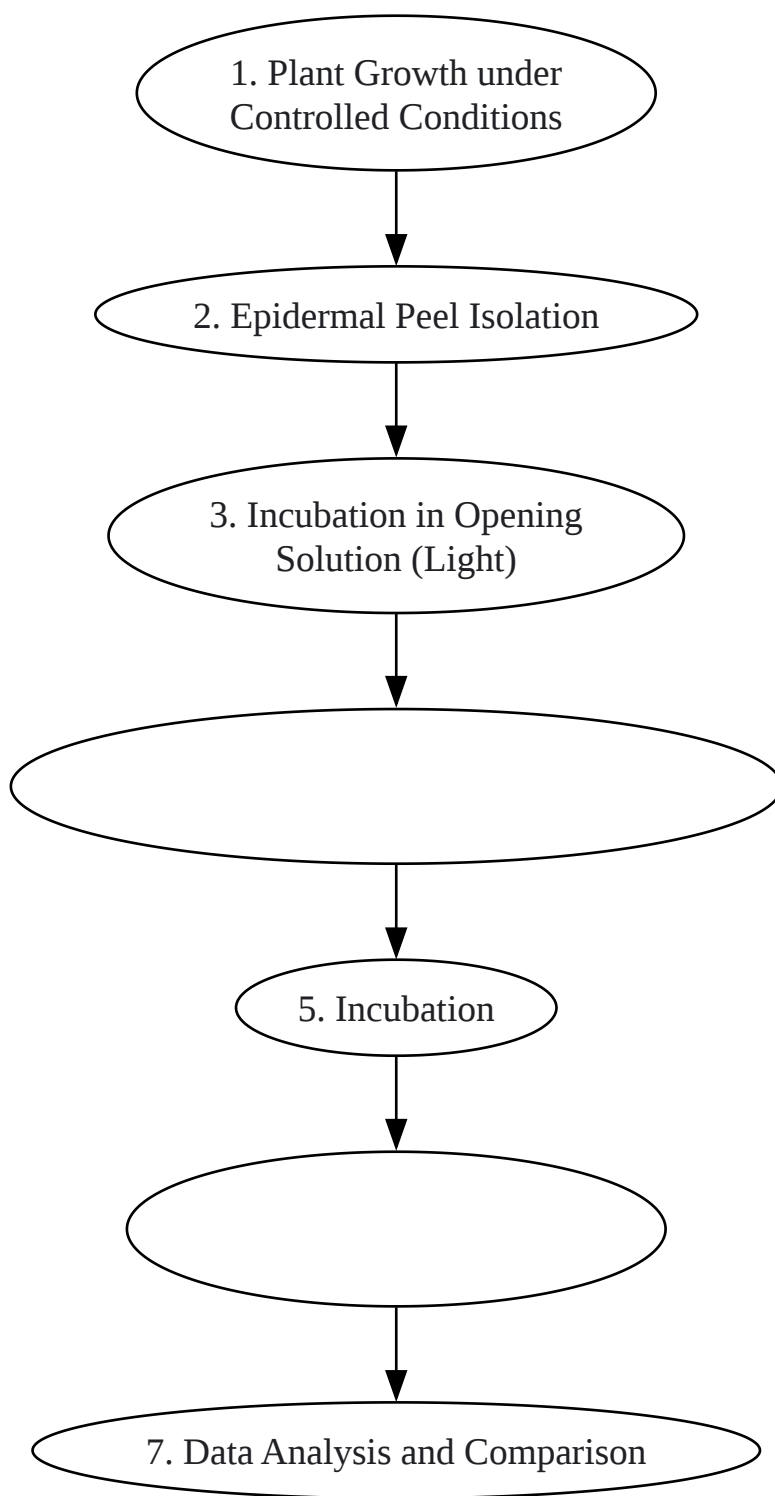 1. Plant Growth under
Controlled Conditions
2. Epidermal Peel Isolation
3. Incubation in Opening
Solution (Light)
5. Incubation
7. Data Analysis and Comparison